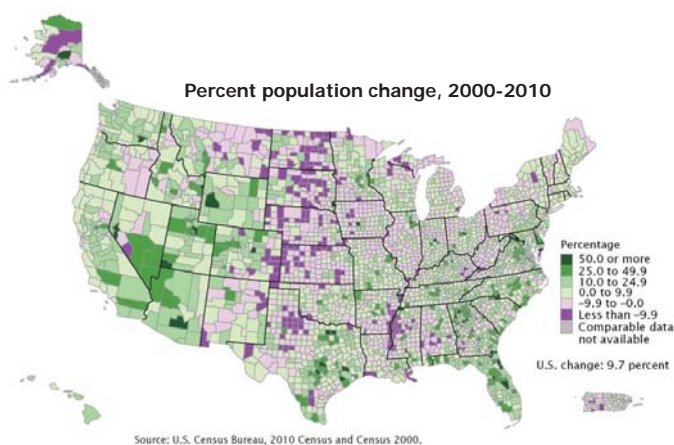 Percent population change, 2000-2010
Percentage
50.0 or more
25.0 to 49.9
10.0 to 24.9
0.0 to 9.9
−9.9 to −0.0
Less than −9.9
Comparable data
not available
U.S. change: 9.7 percent
Source: U.S. Census Bureau, 2010 Census and Census 2000.